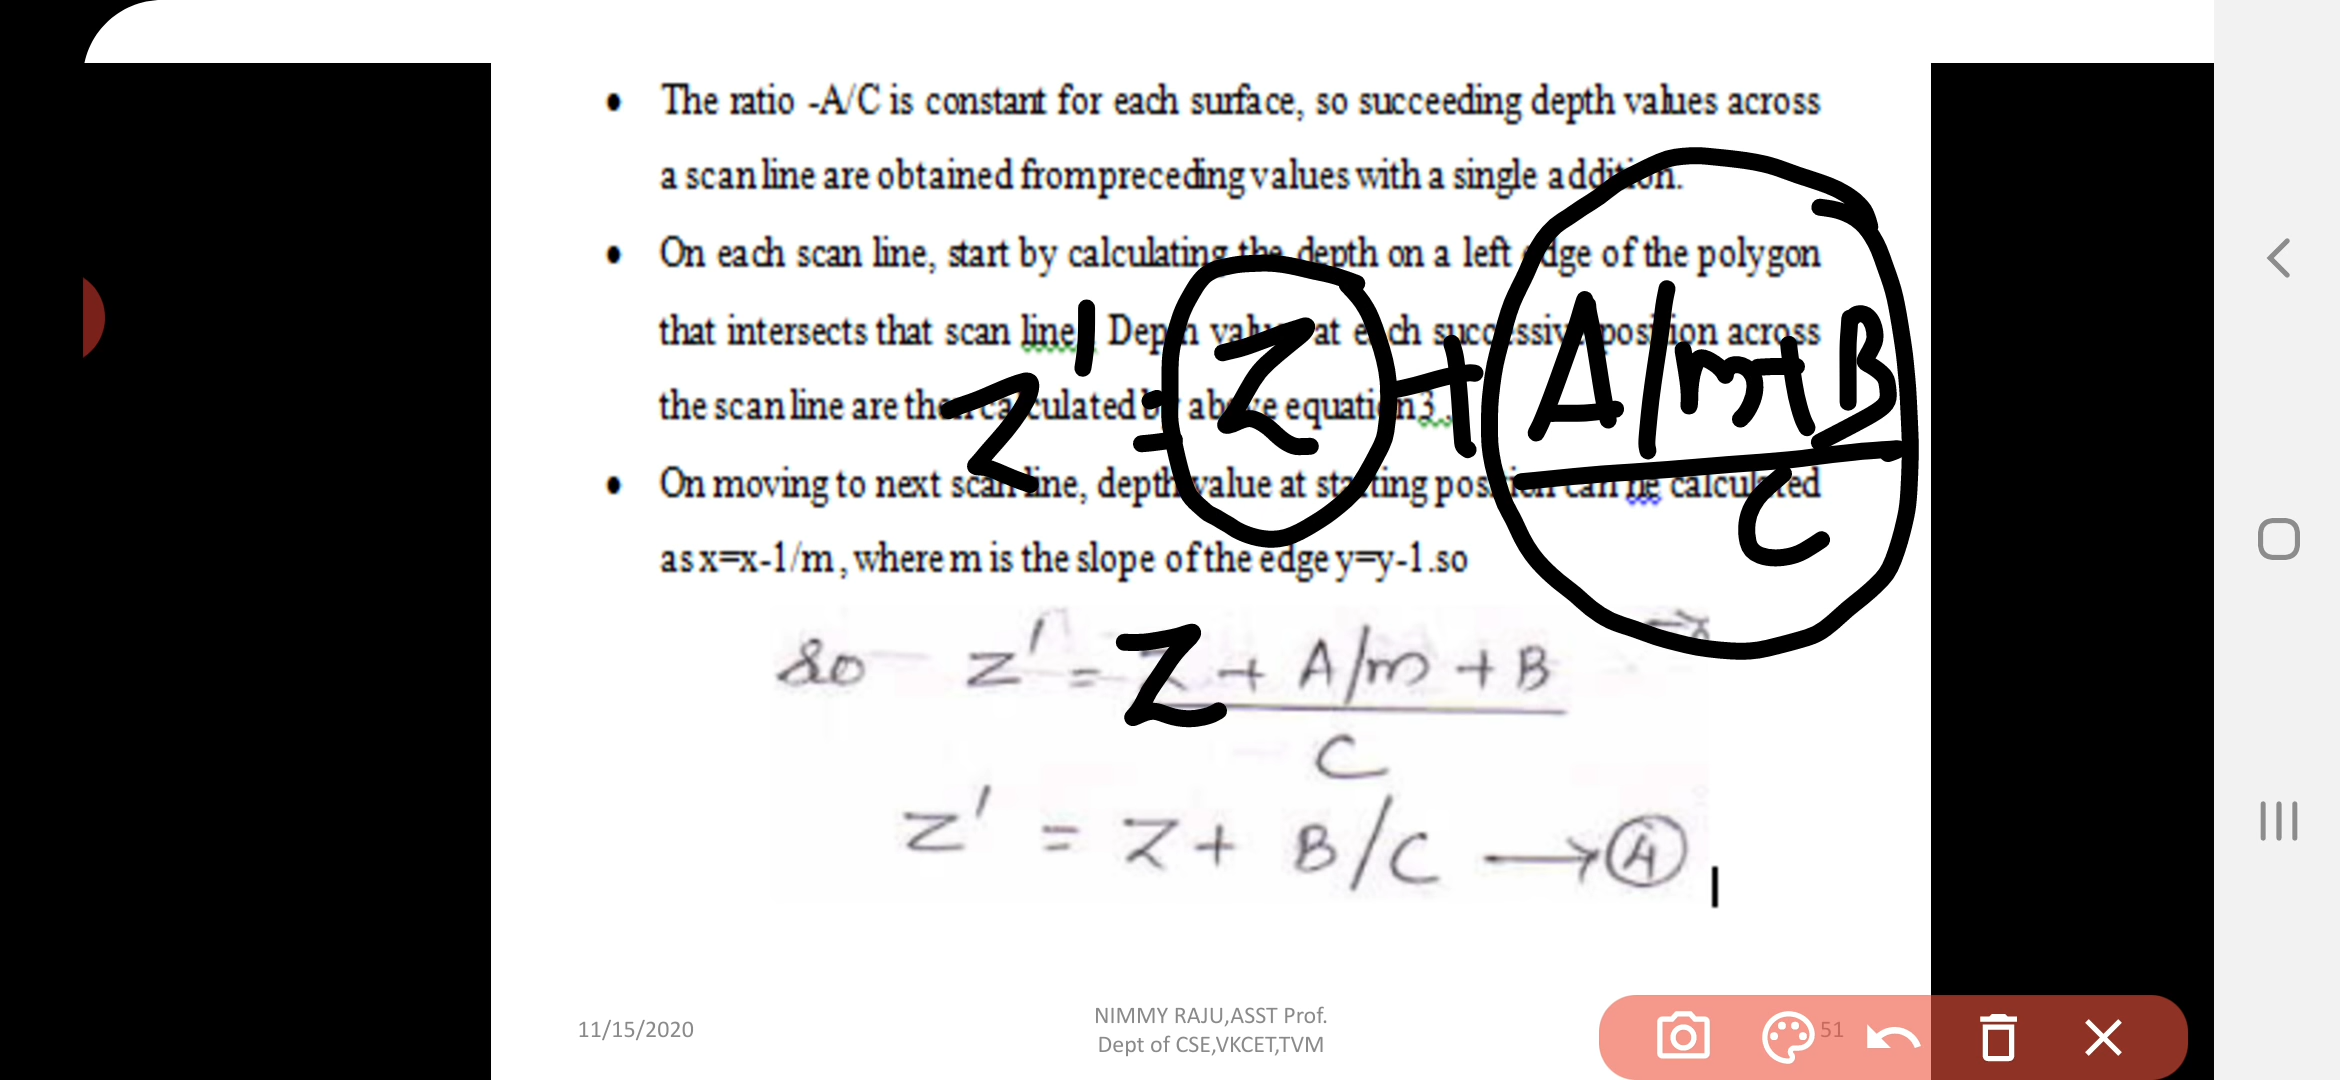 • The ratio -A/C is constant for each surface, so succeeding depth values across
a scan line are obtained from preceding values with a single addition.
• On each scan line, start by calculating the depth on a left edge of the polygon
that intersects that scan line. Depth value at each successive position across
the scan line are then calculated by above equation3.
z' = z + (A/m+B)/C
• On moving to next scan line, depth value at starting position can be calculated
as x=x-1/m, where m is the slope of the edge y=y-1.so
so z' = z + A/m + B
C
z' = z + B/C → 4
11/15/2020
NIMMY RAJU,ASST Prof.
Dept of CSE,VKCET,TVM
51